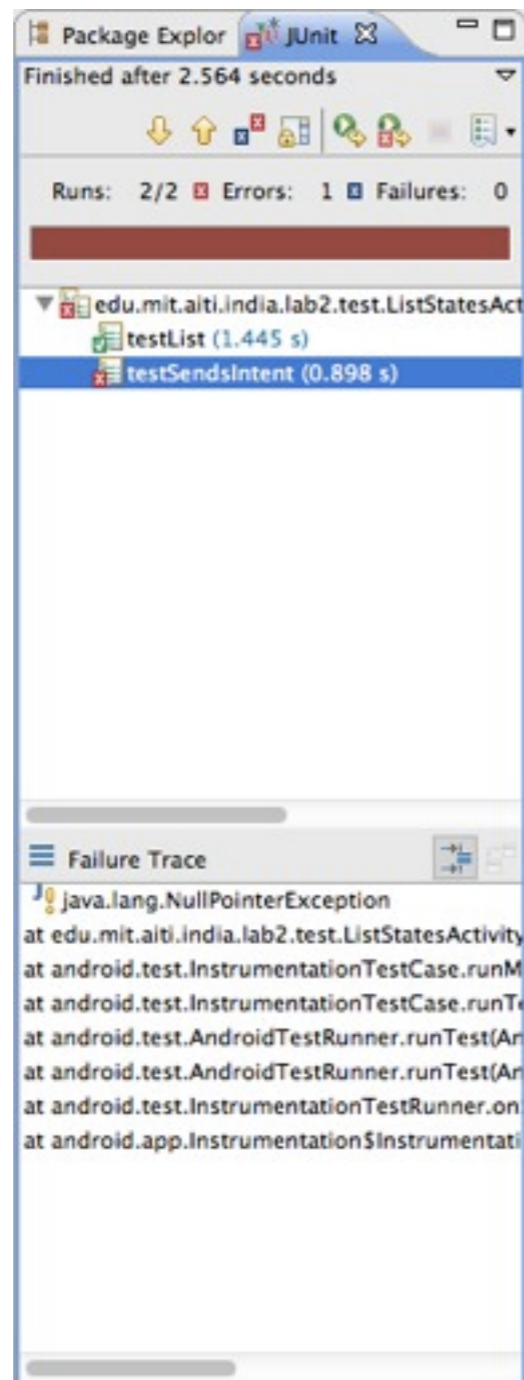 Package Explor JUnit
Finished after 2.564 seconds
Runs: 2/2 Errors: 1 Failures: 0
edu.mit.aiti.india.lab2.test.ListStatesAct
testList (1.445 s)
testSendsIntent (0.898 s)
Failure Trace
java.lang.NullPointerException
at edu.mit.aiti.india.lab2.test.ListStatesActivity
at android.test.InstrumentationTestCase.runM
at android.test.InstrumentationTestCase.runTe
at android.test.AndroidTestRunner.runTest(An
at android.test.AndroidTestRunner.runTest(An
at android.test.InstrumentationTestRunner.on
at android.app.Instrumentation$Instrumentati